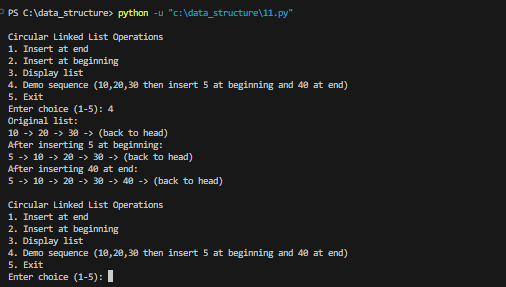 PS C:\data_structure> python -u "c:\data_structure\11.py"
Circular Linked List Operations
1. Insert at end
2. Insert at beginning
3. Display list
4. Demo sequence (10,20,30 then insert 5 at beginning and 40 at end)
5. Exit
Enter choice (1-5): 4
Original list:
10 -> 20 -> 30 -> (back to head)
After inserting 5 at beginning:
5 -> 10 -> 20 -> 30 -> (back to head)
After inserting 40 at end:
5 -> 10 -> 20 -> 30 -> 40 -> (back to head)
Circular Linked List Operations
1. Insert at end
2. Insert at beginning
3. Display list
4. Demo sequence (10,20,30 then insert 5 at beginning and 40 at end)
5. Exit
Enter choice (1-5):